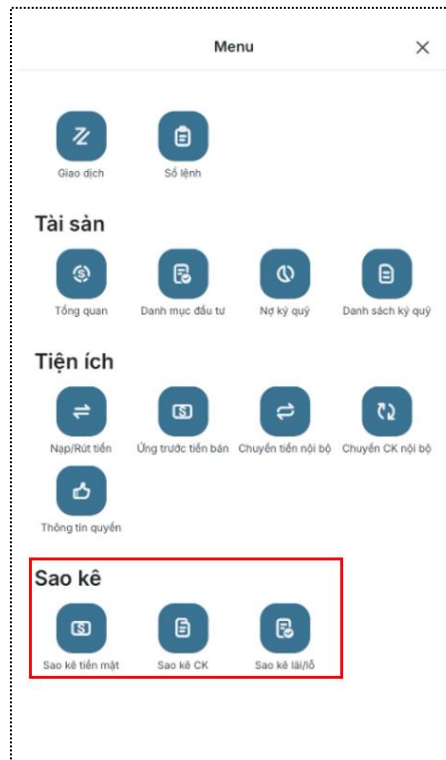 Menu
Giao dịch Sổ lệnh
Tài sản
Tổng quan Danh mục đầu tư Nợ ký quỹ Danh sách ký quỹ
Tiện ích
Nạp/Rút tiền Ứng trước tiền bán Chuyển tiền nội bộ Chuyển CK nội bộ
Thông tin quyền
Sao kê
Sao kê tiền mặt Sao kê CK Sao kê lãi/lỗ